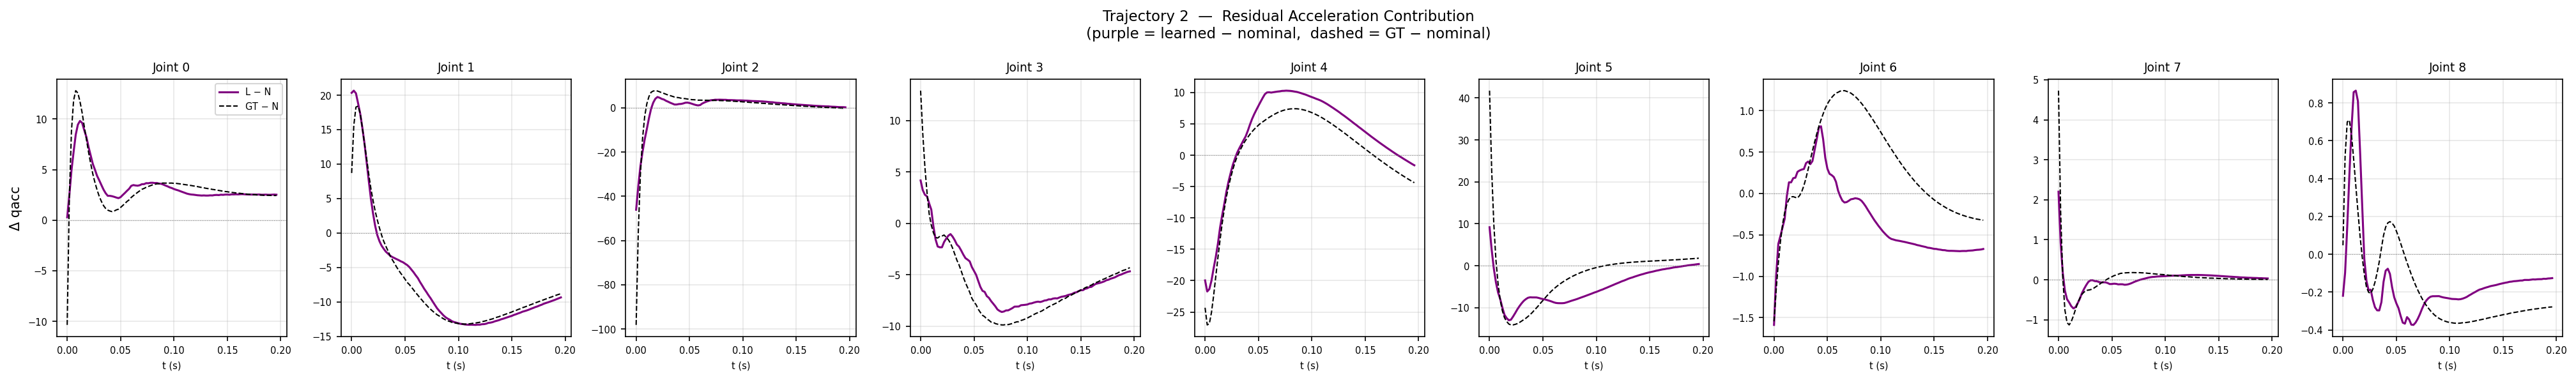 Trajectory 2 — Residual Acceleration Contribution
(purple = learned − nominal, dashed = GT − nominal)
Joint 0
Joint 1
Joint 2
Joint 3
Joint 4
Joint 5
Joint 6
Joint 7
Joint 8
L − N
GT − N
Δ qacc
10
5
0
−5
−10
20
15
10
5
0
−5
−10
−15
0
−20
−40
−60
−80
−100
10
5
0
−5
−10
10
5
0
−5
−10
−15
−20
−25
40
30
20
10
0
−10
1.0
0.5
0.0
−0.5
−1.0
−1.5
5
4
3
2
1
0
−1
0.8
0.6
0.4
0.2
0.0
−0.2
−0.4
0.00 0.05 0.10 0.15 0.20
0.00 0.05 0.10 0.15 0.20
0.00 0.05 0.10 0.15 0.20
0.00 0.05 0.10 0.15 0.20
0.00 0.05 0.10 0.15 0.20
0.00 0.05 0.10 0.15 0.20
0.00 0.05 0.10 0.15 0.20
0.00 0.05 0.10 0.15 0.20
0.00 0.05 0.10 0.15 0.20
t (s)
t (s)
t (s)
t (s)
t (s)
t (s)
t (s)
t (s)
t (s)